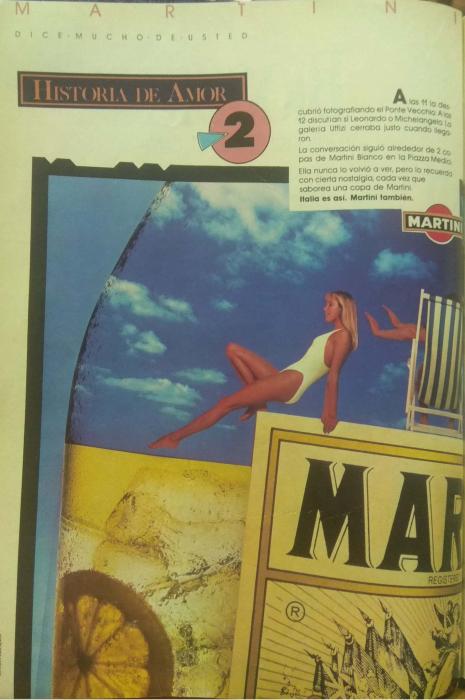 MARTINI
DICE·MUCHO·DE·USTED
HISTORIA DE AMOR
2
A las 11 la des
cubrió fotografiando el Ponte Vecchio. A las
12 discutían si Leonardo o Michelangelo. La
galería Uffizi cerraba justo cuando llega-
ron.
La conversación siguió alrededor de 2 co-
pas de Martini Bianco en la Piazza Medici.
Ella nunca lo volvió a ver, pero lo recuerda
con cierta nostalgia, cada vez que
saborea una copa de Martini.
Italia es así. Martini también.
MARTINI
MAR
REGISTERED
®